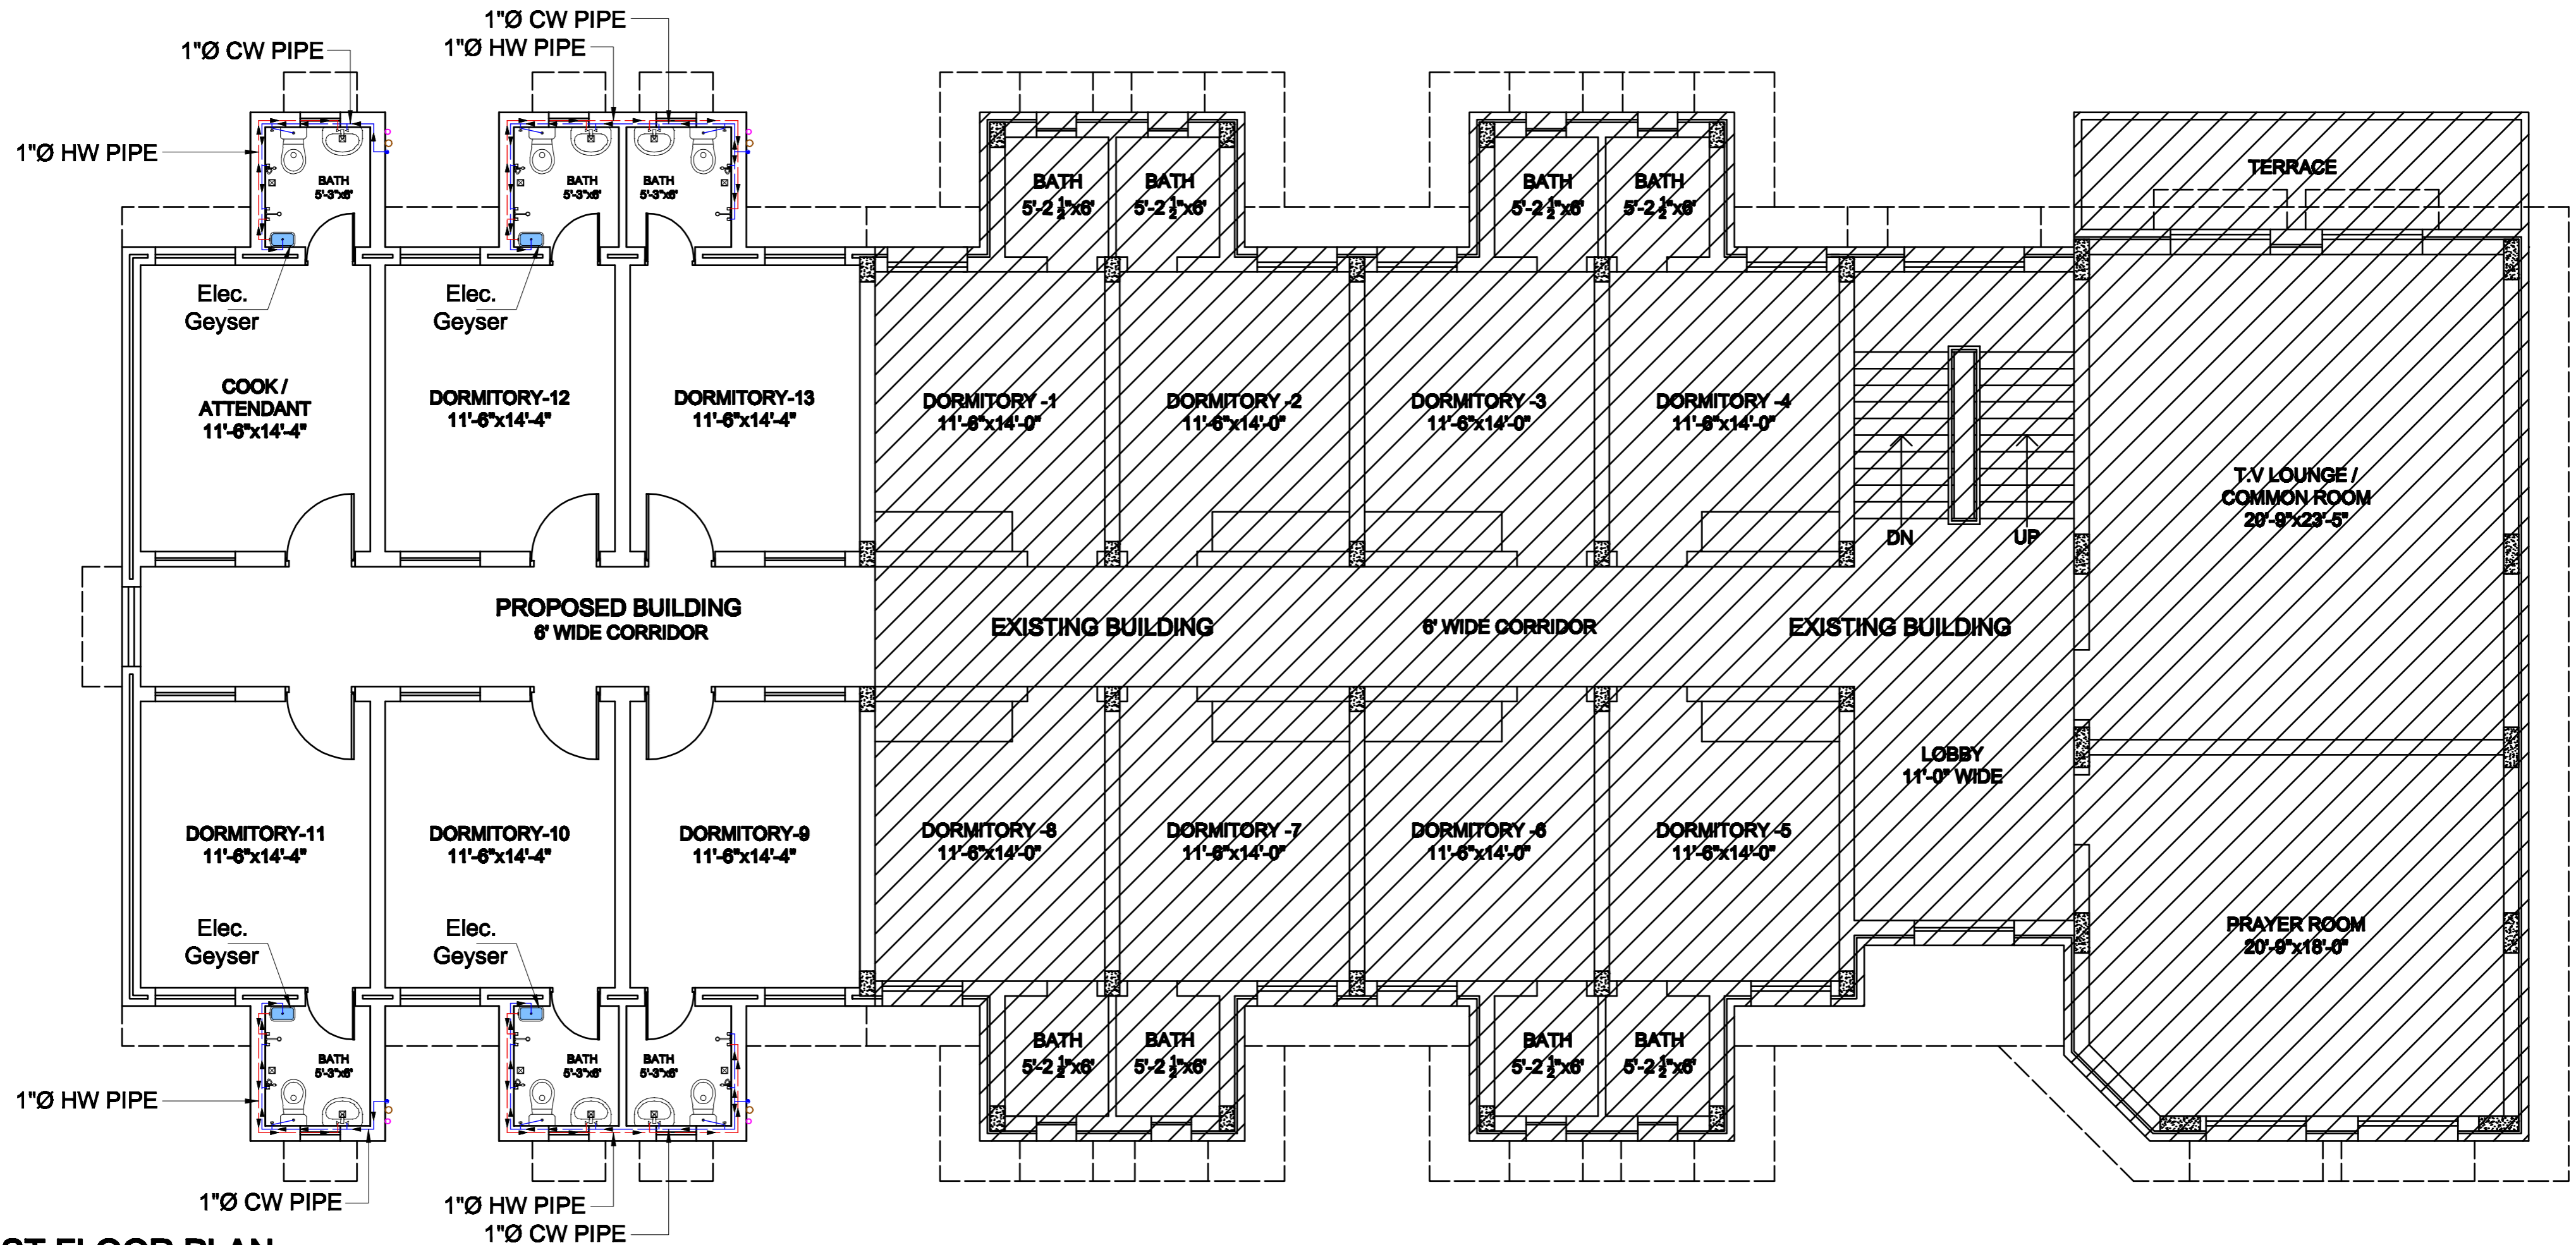 1"Ø CW PIPE
1"Ø HW PIPE
1"Ø CW PIPE
1"Ø HW PIPE
BATH
5'-3"x6'
BATH
5'-3"x6'
BATH
5'-3"x6'
BATH
5'-2 ½"x6'
BATH
5'-2 ½"x6'
BATH
5'-2 ½"x6'
BATH
5'-2 ½"x6'
TERRACE
Elec.
Geyser
Elec.
Geyser
COOK /
ATTENDANT
11'-6"x14'-4"
DORMITORY-12
11'-6"x14'-4"
DORMITORY-13
11'-6"x14'-4"
DORMITORY -1
11'-6"x14'-0"
DORMITORY -2
11'-6"x14'-0"
DORMITORY -3
11'-6"x14'-0"
DORMITORY -4
11'-6"x14'-0"
DN
UP
T.V LOUNGE /
COMMON ROOM
20'-9"x23'-5"
PROPOSED BUILDING
6' WIDE CORRIDOR
EXISTING BUILDING
6' WIDE CORRIDOR
EXISTING BUILDING
LOBBY
11'-0" WIDE
DORMITORY-11
11'-6"x14'-4"
DORMITORY-10
11'-6"x14'-4"
DORMITORY-9
11'-6"x14'-4"
DORMITORY -8
11'-6"x14'-0"
DORMITORY -7
11'-6"x14'-0"
DORMITORY -6
11'-6"x14'-0"
DORMITORY -5
11'-6"x14'-0"
PRAYER ROOM
20'-9"x18'-0"
Elec.
Geyser
Elec.
Geyser
BATH
5'-3"x6'
BATH
5'-3"x6'
BATH
5'-3"x6'
BATH
5'-2 ½"x6'
BATH
5'-2 ½"x6'
BATH
5'-2 ½"x6'
BATH
5'-2 ½"x6'
1"Ø HW PIPE
1"Ø CW PIPE
1"Ø HW PIPE
1"Ø CW PIPE
FLOOR PLAN